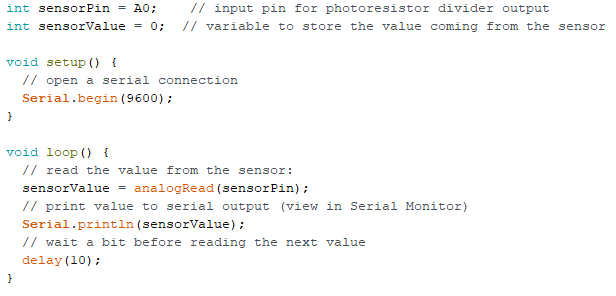 int sensorPin = A0;    // input pin for photoresistor divider output
int sensorValue = 0;  // variable to store the value coming from the sensor

void setup() {
  // open a serial connection
  Serial.begin(9600);
}

void loop() {
  // read the value from the sensor:
  sensorValue = analogRead(sensorPin);
  // print value to serial output (view in Serial Monitor)
  Serial.println(sensorValue);
  // wait a bit before reading the next value
  delay(10);
}